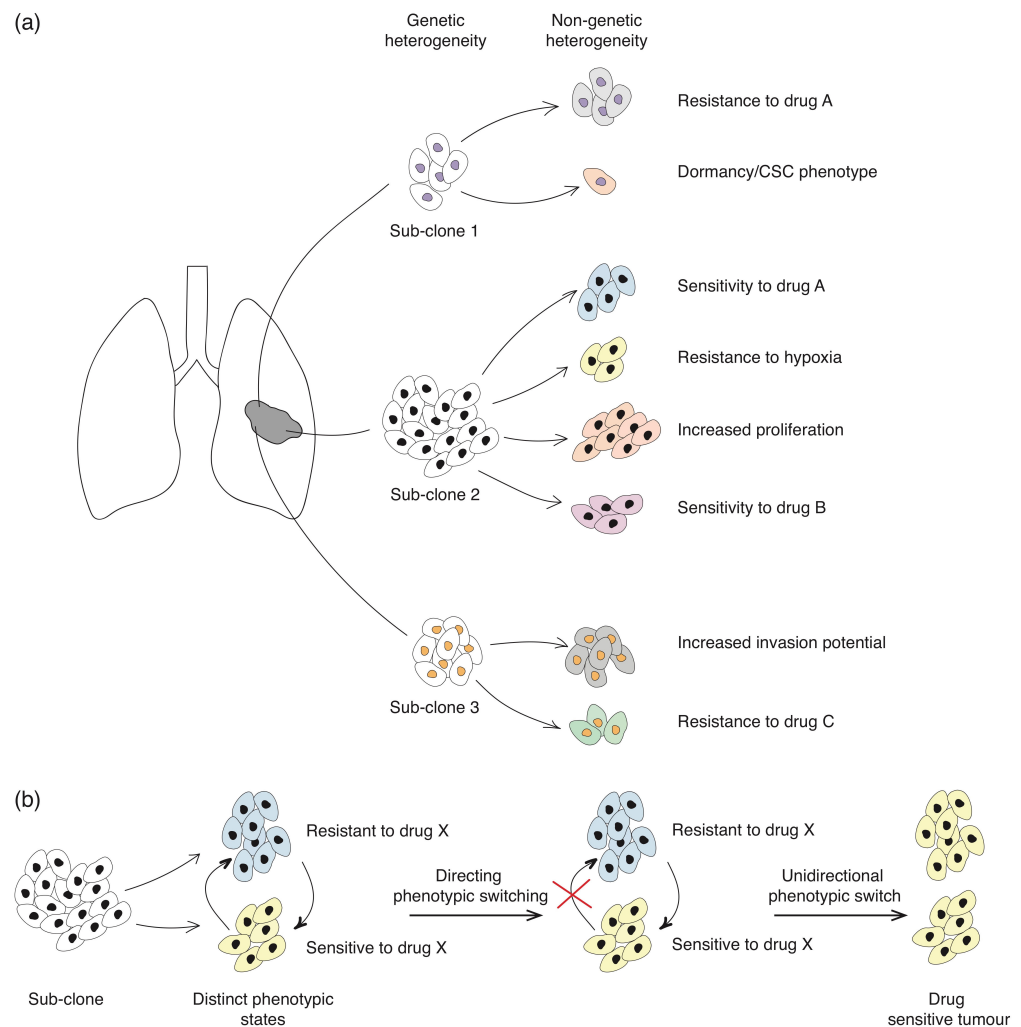 (a)
Genetic
heterogeneity
Non-genetic
heterogeneity
Resistance to drug A
Dormancy/CSC phenotype
Sub-clone 1
Sensitivity to drug A
Resistance to hypoxia
Increased proliferation
Sub-clone 2
Sensitivity to drug B
Increased invasion potential
Sub-clone 3
Resistance to drug C
(b)
Resistant to drug X
Sensitive to drug X
Directing
phenotypic switching
Resistant to drug X
Sensitive to drug X
Unidirectional
phenotypic switch
Sub-clone
Distinct phenotypic
states
Drug
sensitive tumour